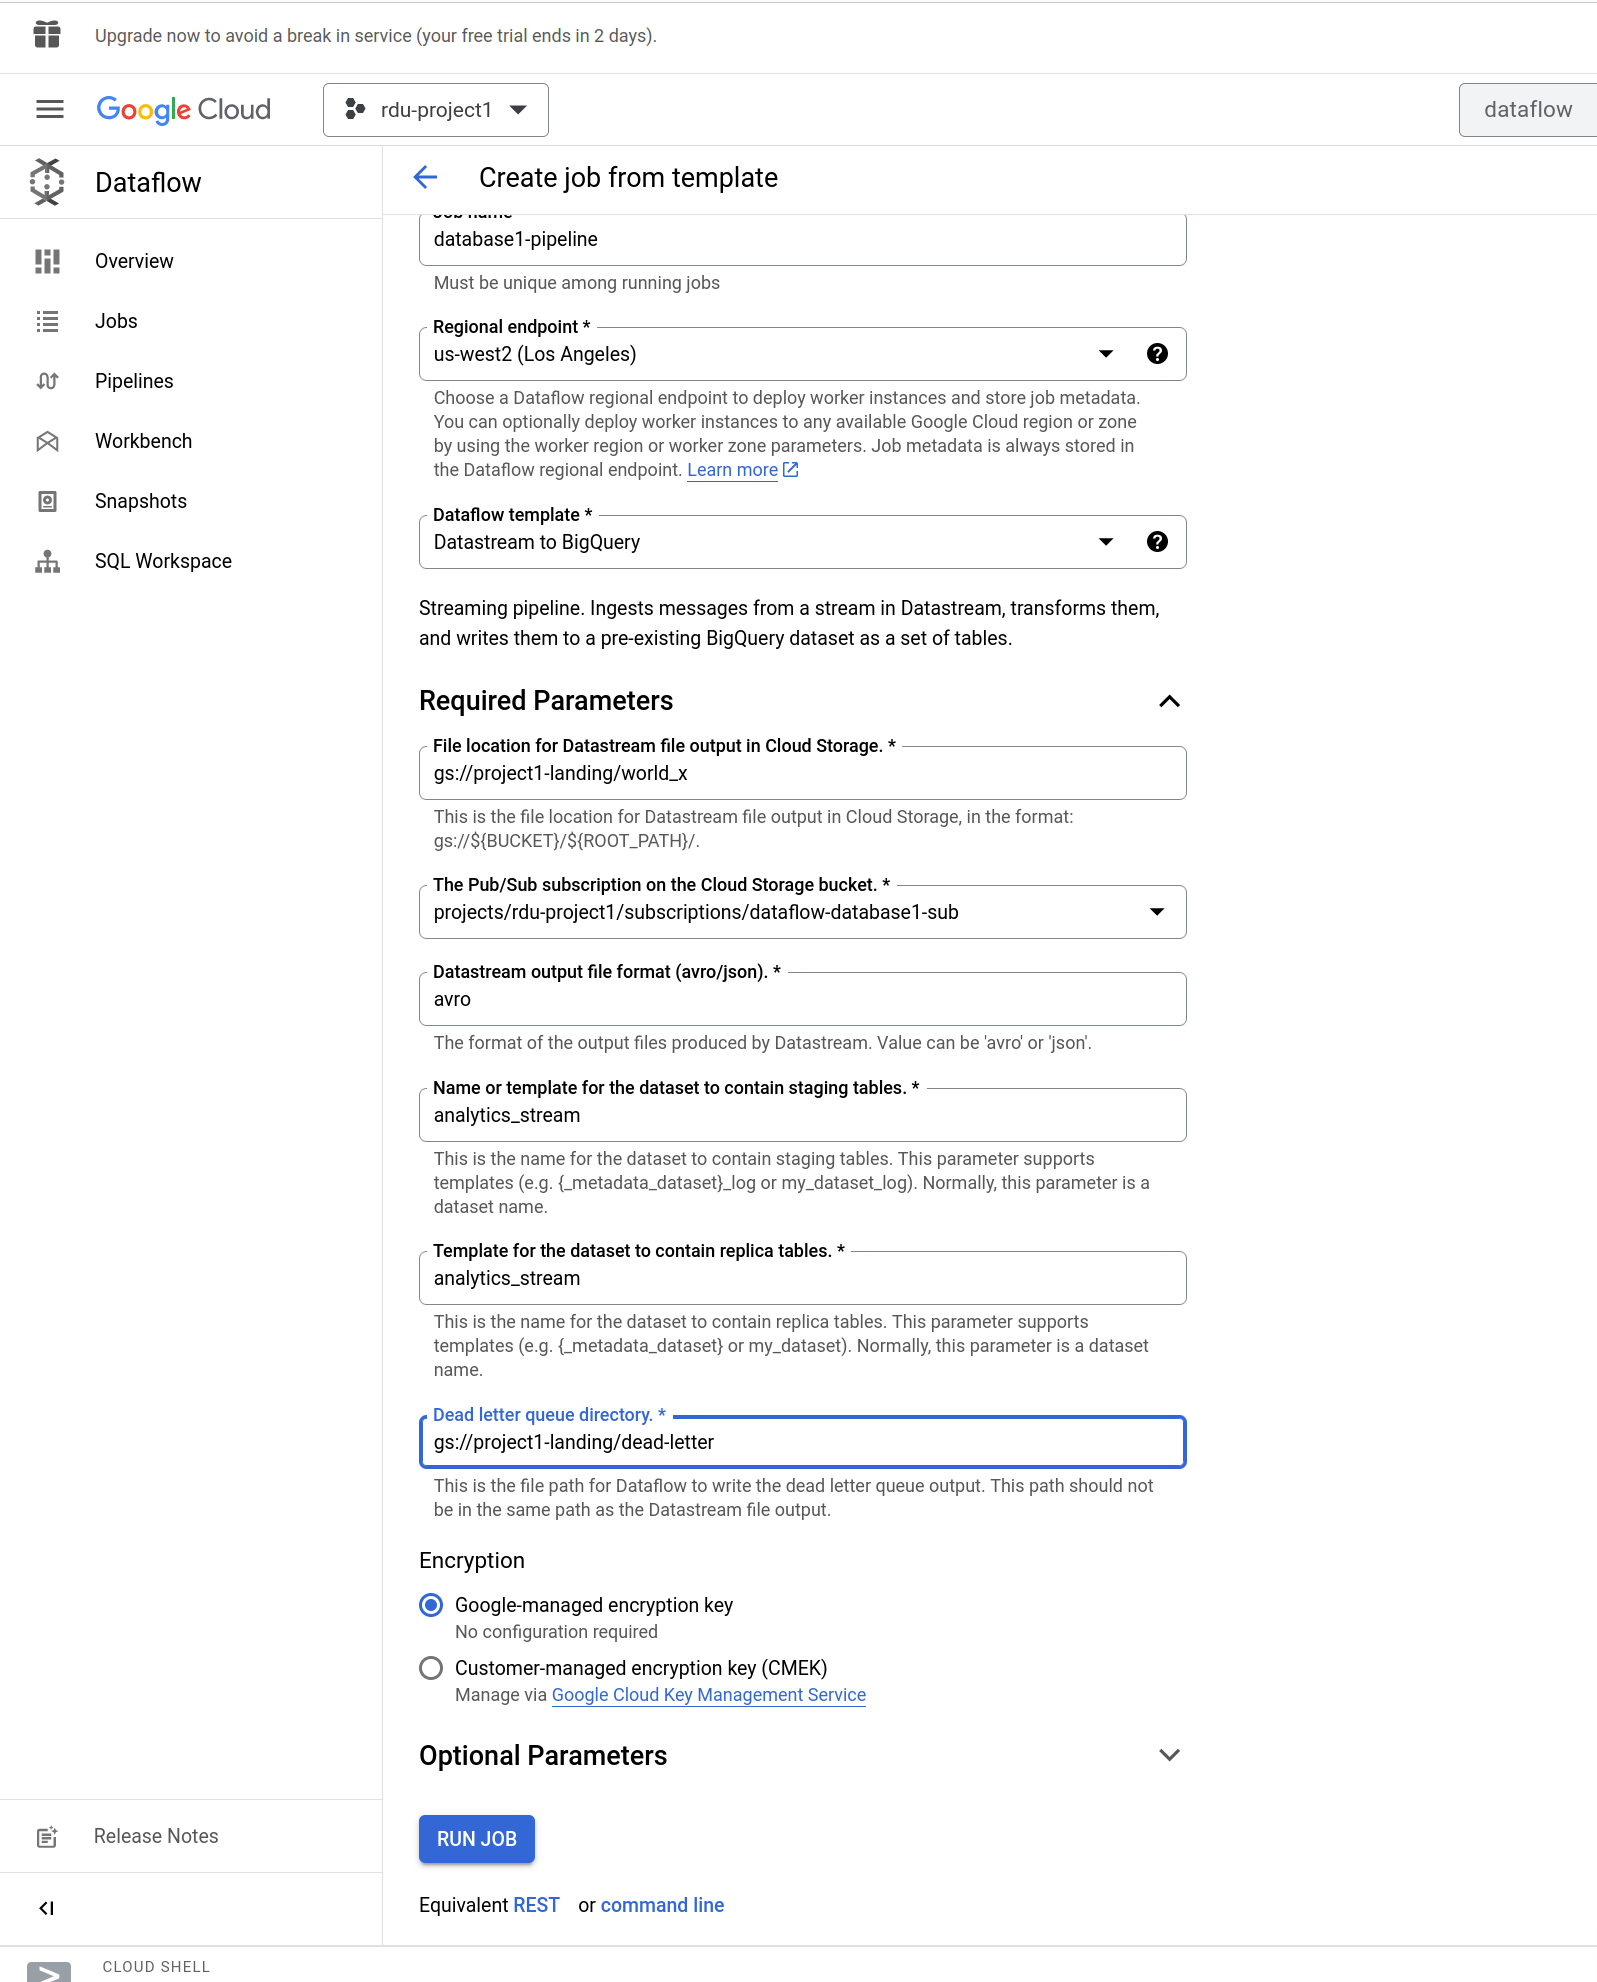 Upgrade now to avoid a break in service (your free trial ends in 2 days).
Google Cloud
rdu-project1
dataflow
Dataflow
Create job from template
Overview
Jobs
Pipelines
Workbench
Snapshots
SQL Workspace
Job name
database1-pipeline
Must be unique among running jobs
Regional endpoint *
us-west2 (Los Angeles)
Choose a Dataflow regional endpoint to deploy worker instances and store job metadata.
You can optionally deploy worker instances to any available Google Cloud region or zone
by using the worker region or worker zone parameters. Job metadata is always stored in
the Dataflow regional endpoint. Learn more
Dataflow template *
Datastream to BigQuery
Streaming pipeline. Ingests messages from a stream in Datastream, transforms them,
and writes them to a pre-existing BigQuery dataset as a set of tables.
Required Parameters
File location for Datastream file output in Cloud Storage. *
gs://project1-landing/world_x
This is the file location for Datastream file output in Cloud Storage, in the format:
gs://${BUCKET}/${ROOT_PATH}/.
The Pub/Sub subscription on the Cloud Storage bucket. *
projects/rdu-project1/subscriptions/dataflow-database1-sub
Datastream output file format (avro/json). *
avro
The format of the output files produced by Datastream. Value can be 'avro' or 'json'.
Name or template for the dataset to contain staging tables. *
analytics_stream
This is the name for the dataset to contain staging tables. This parameter supports
templates (e.g. {_metadata_dataset}_log or my_dataset_log). Normally, this parameter is a
dataset name.
Template for the dataset to contain replica tables. *
analytics_stream
This is the name for the dataset to contain replica tables. This parameter supports
templates (e.g. {_metadata_dataset} or my_dataset). Normally, this parameter is a dataset
name.
Dead letter queue directory. *
gs://project1-landing/dead-letter
This is the file path for Dataflow to write the dead letter queue output. This path should not
be in the same path as the Datastream file output.
Encryption
Google-managed encryption key
No configuration required
Customer-managed encryption key (CMEK)
Manage via Google Cloud Key Management Service
Optional Parameters
RUN JOB
Equivalent REST or command line
Release Notes
CLOUD SHELL